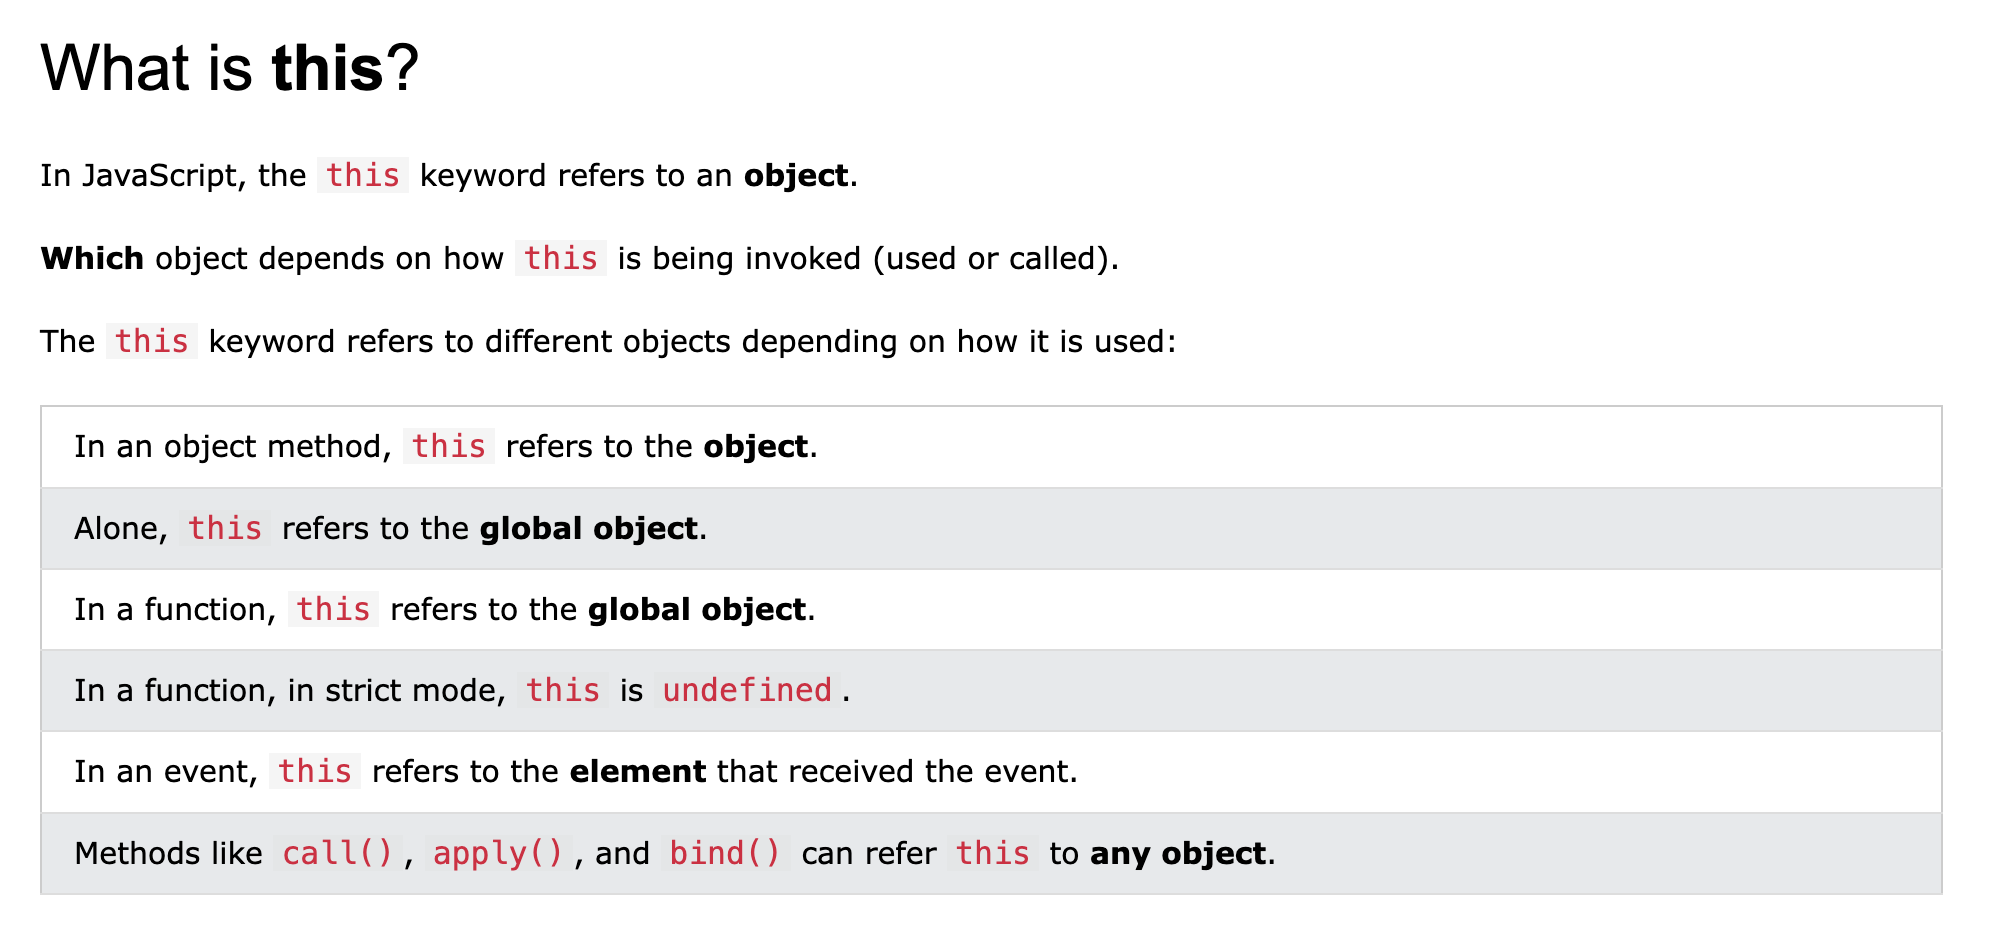 What is this?
In JavaScript, the this keyword refers to an object.
Which object depends on how this is being invoked (used or called).
The this keyword refers to different objects depending on how it is used:
In an object method, this refers to the object.
Alone, this refers to the global object.
In a function, this refers to the global object.
In a function, in strict mode, this is undefined.
In an event, this refers to the element that received the event.
Methods like call(), apply(), and bind() can refer this to any object.